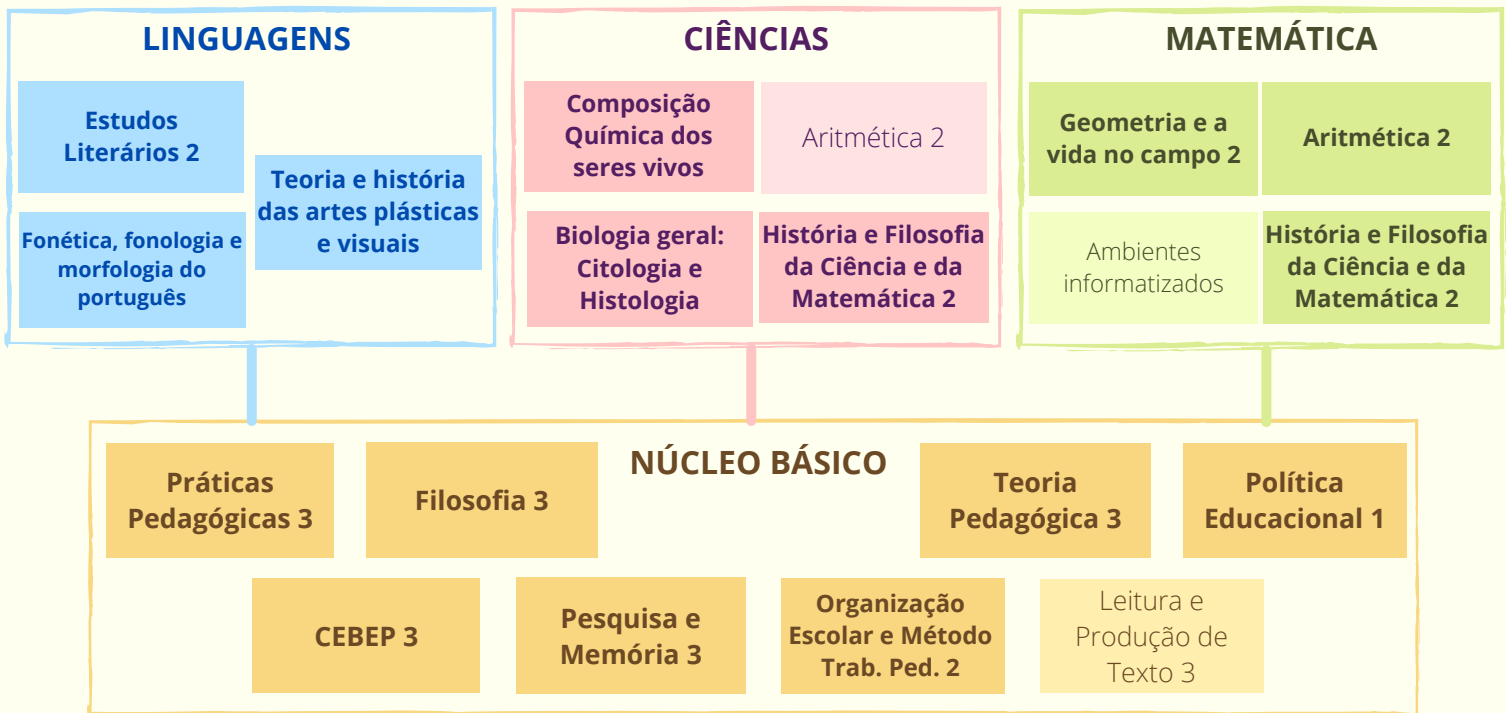 LINGUAGENS
Estudos
Literários 2
Teoria e história
das artes plásticas
e visuais
Fonética, fonologia e
morfologia do
português
CIÊNCIAS
Composição
Química dos
seres vivos
Aritmética 2
Biologia geral:
Citologia e
Histologia
História e Filosofia
da Ciência e da
Matemática 2
MATEMÁTICA
Geometria e a
vida no campo 2
Aritmética 2
Ambientes
informatizados
História e Filosofia
da Ciência e da
Matemática 2
NÚCLEO BÁSICO
Práticas
Pedagógicas 3
Filosofia 3
Teoria
Pedagógica 3
Política
Educacional 1
CEBEP 3
Pesquisa e
Memória 3
Organização
Escolar e Método
Trab. Ped. 2
Leitura e
Produção de
Texto 3